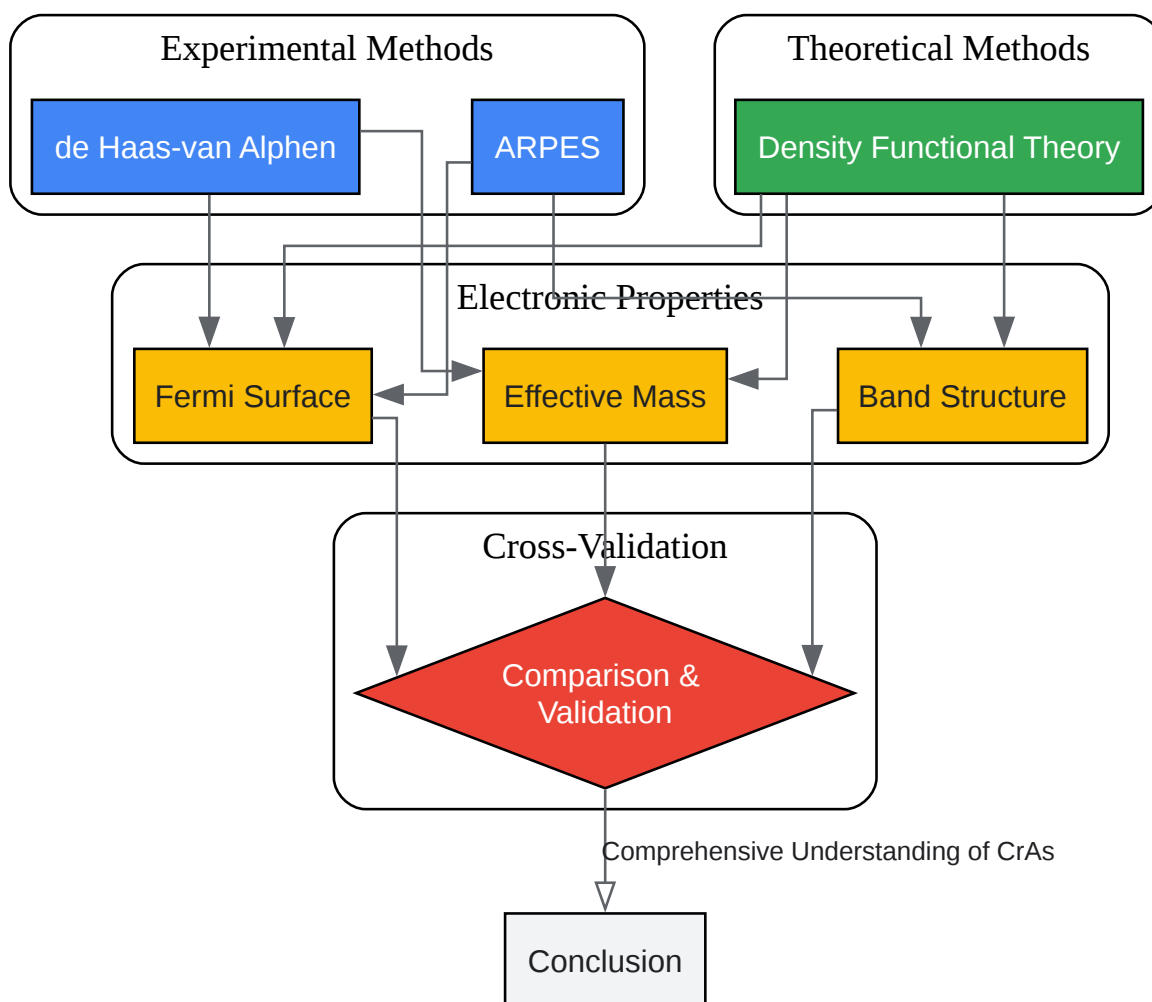 Experimental Methods
Theoretical Methods
de Haas-van Alphen
ARPES
Density Functional Theory
Electronic Properties
Fermi Surface
Effective Mass
Band Structure
Cross-Validation
Comparison &
Validation
Comprehensive Understanding of CrAs
Conclusion